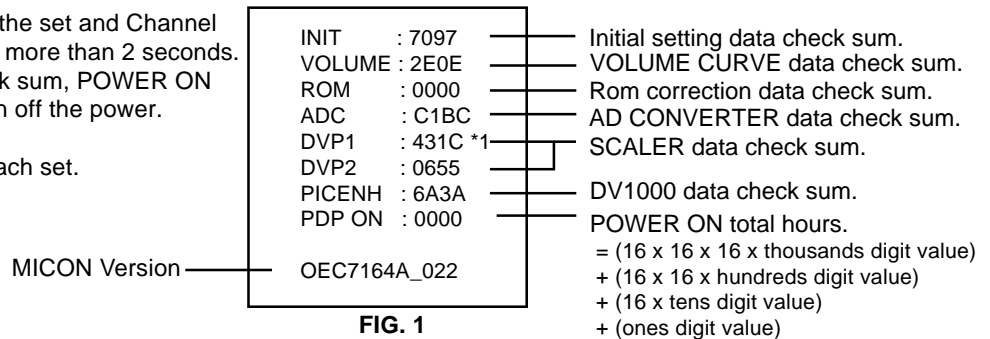 the set and Channel
more than 2 seconds.
k sum, POWER ON
off the power.
ach set.
INIT : 7097
VOLUME : 2E0E
ROM : 0000
ADC : C1BC
DVP1 : 431C *1
DVP2 : 0655
PICENH : 6A3A
PDP ON : 0000
OEC7164A_022
MICON Version
FIG. 1
Initial setting data check sum.
VOLUME CURVE data check sum.
Rom correction data check sum.
AD CONVERTER data check sum.
SCALER data check sum.
DV1000 data check sum.
POWER ON total hours.
= (16 x 16 x 16 x thousands digit value)
+ (16 x 16 x hundreds digit value)
+ (16 x tens digit value)
+ (ones digit value)